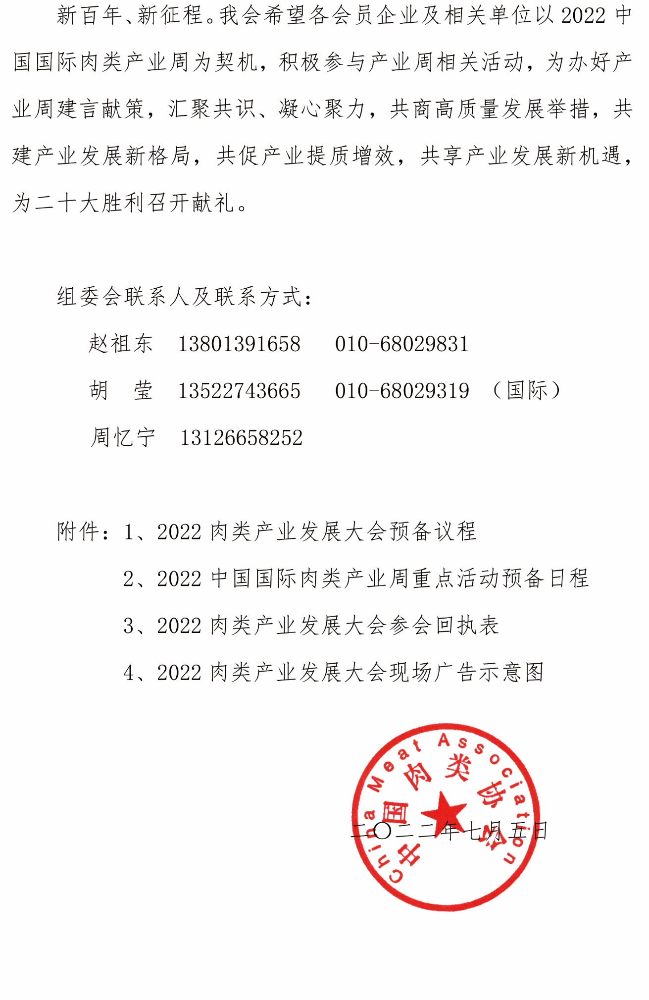 新百年、新征程。我会希望各会员企业及相关单位以 2022 中
国国际肉类产业周为契机，积极参与产业周相关活动，为办好产
业周建言献策，汇聚共识、凝心聚力，共商高质量发展举措，共
建产业发展新格局，共促产业提质增效，共享产业发展新机遇，
为二十大胜利召开献礼。
组委会联系人及联系方式：
赵祖东 13801391658 010-68029831
胡 莹 13522743665 010-68029319 （国际）
周忆宁 13126658252
附件：1、2022 肉类产业发展大会预备议程
2、2022 中国国际肉类产业周重点活动预备日程
3、2022 肉类产业发展大会参会回执表
4、2022 肉类产业发展大会现场广告示意图
China Meat Association
中国肉类协会
二〇二二年七月五日